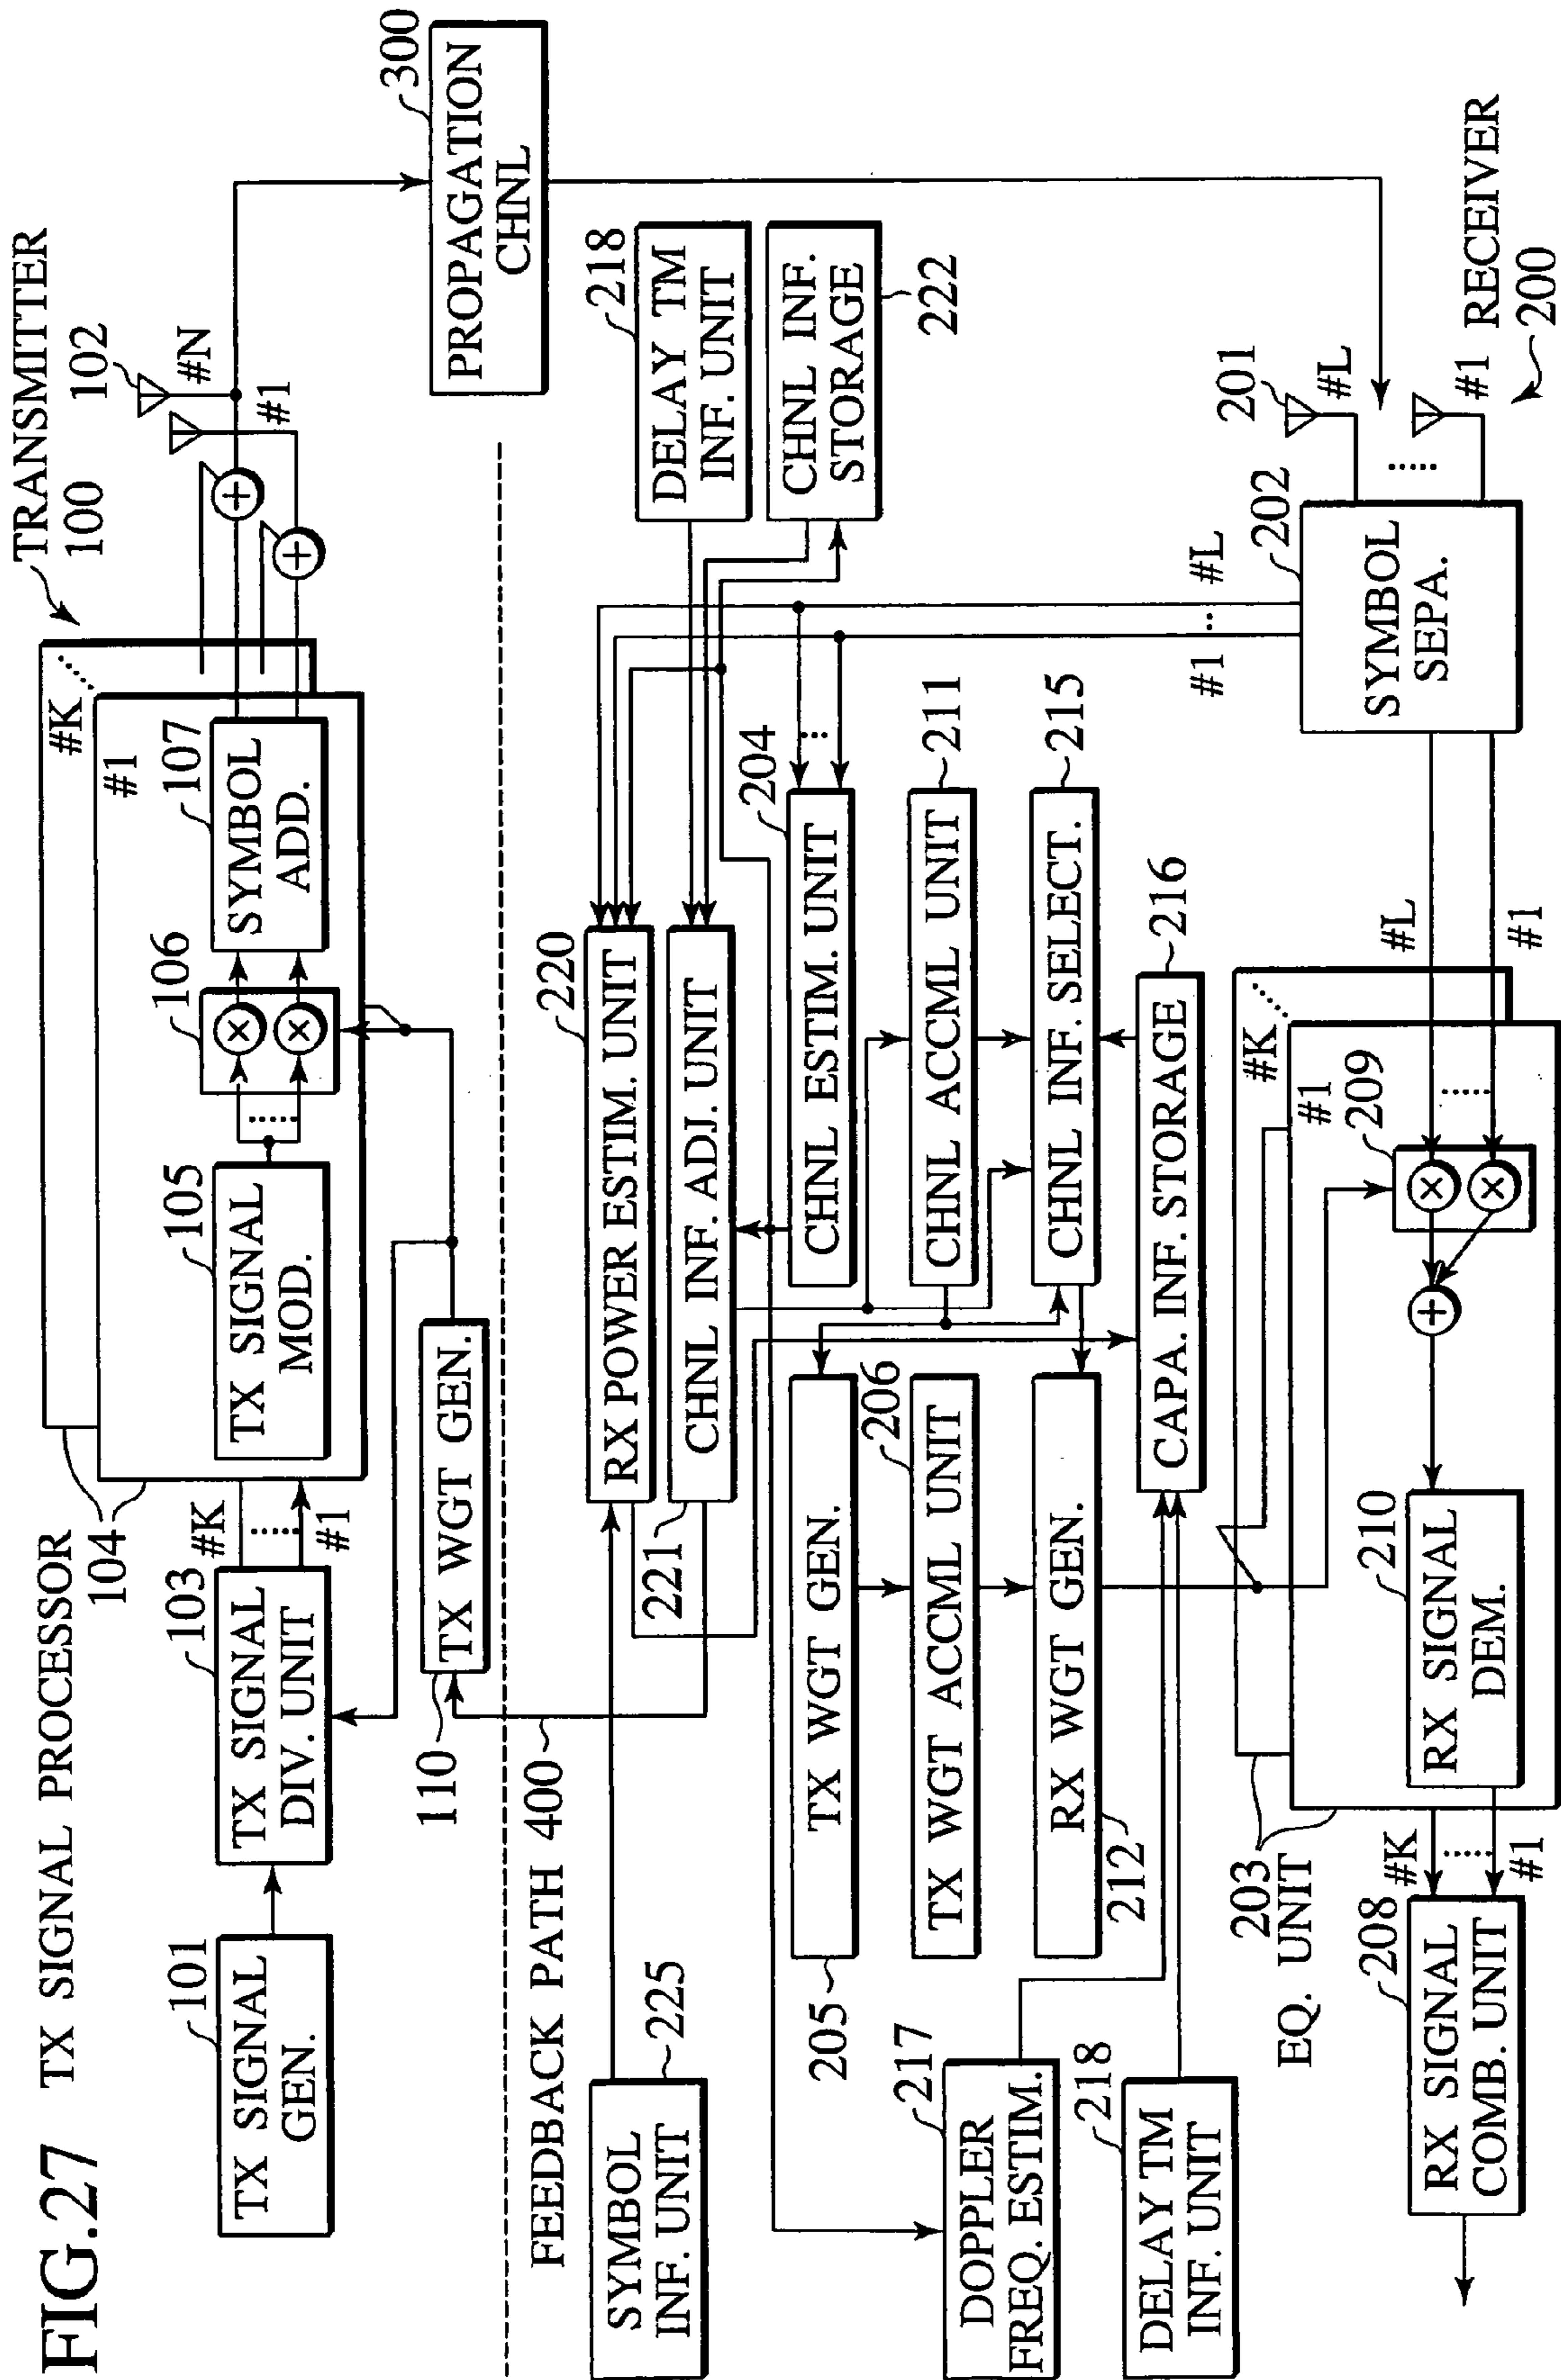 FIG.27
TX SIGNAL PROCESSOR
TRANSMITTER
100
101
TX SIGNAL
GEN.
103
TX SIGNAL
DIV. UNIT
#K
#1
104
#K
#1
105
TX SIGNAL
MOD.
106
107
SYMBOL
ADD.
102
#N
#1
110
TX WGT GEN.
300
PROPAGATION
CHNL
FEEDBACK PATH 400
SYMBOL
INF. UNIT
225
220
RX POWER ESTIM. UNIT
221
CHNL INF. ADJ. UNIT
218
DELAY TM
INF. UNIT
CHNL INF.
STORAGE
222
204
CHNL ESTIM. UNIT
CHNL ACCML UNIT
211
CHNL INF. SELECT.
215
CAPA. INF. STORAGE
216
205
TX WGT GEN.
206
TX WGT ACCML UNIT
RX WGT GEN.
212
217
DOPPLER
FREQ. ESTIM.
218
DELAY TM
INF. UNIT
#1
#L
201
#L
#1
RECEIVER
200
202
SYMBOL
SEPA.
#L
#1
203
EQ. UNIT
#K
#1
209
210
RX SIGNAL
DEM.
#K
#1
208
RX SIGNAL
COMB. UNIT